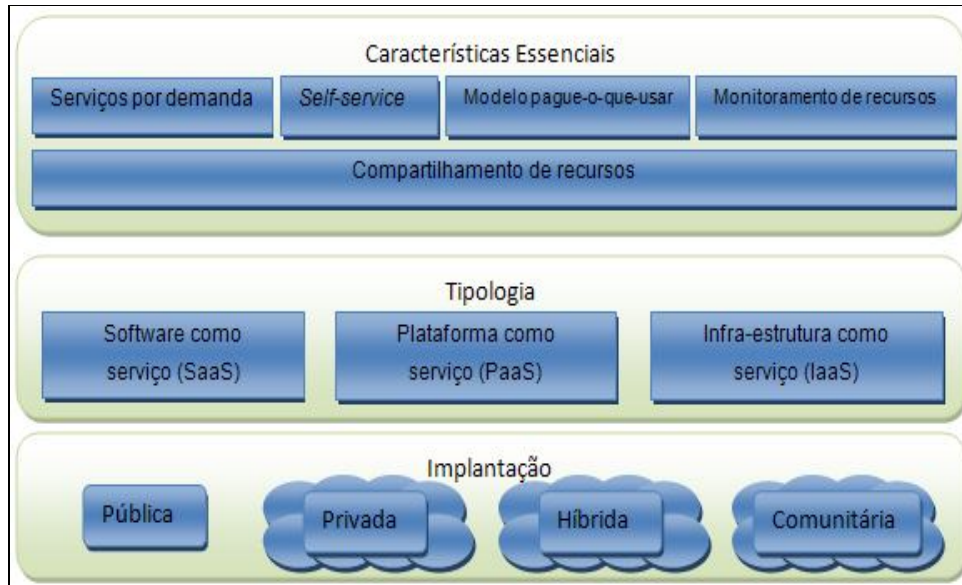 Características Essenciais
Serviços por demanda
Self-service
Modelo pague-o-que-usar
Monitoramento de recursos
Compartilhamento de recursos
Tipologia
Software como
serviço (SaaS)
Plataforma como
serviço (PaaS)
Infra-estrutura como
serviço (IaaS)
Implantação
Pública
Privada
Híbrida
Comunitária